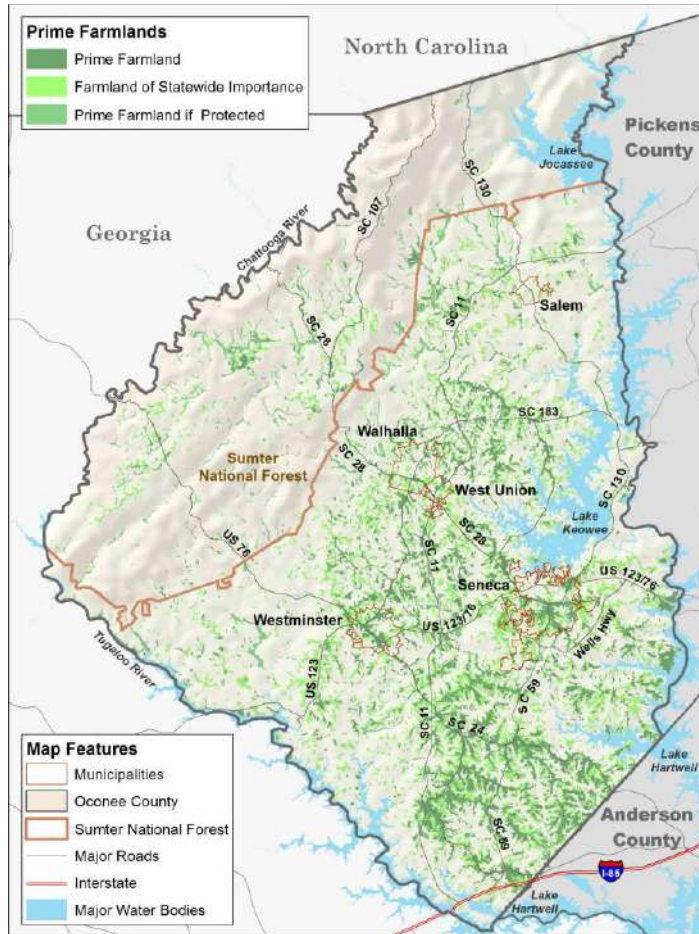 Prime Farmlands
Prime Farmland
Farmland of Statewide Importance
Prime Farmland if Protected
North Carolina
Pickens
County
Lake
Jocassee
Georgia
Chattooga River
SC 107
SC 130
SC 11
Salem
SC 28
SC 183
Walhalla
Sumter
National Forest
SC 28
West Union
SC 130
Lake
Keowee
US 76
SC 11
SC 28
Seneca
US 123/76
Westminster
US 123/76
Wells Hwy
Tugaloo River
US 123
SC 59
SC 11
SC 24
Lake
Hartwell
SC 59
Anderson
County
I-85
Lake
Hartwell
Map Features
Municipalities
Oconee County
Sumter National Forest
Major Roads
Interstate
Major Water Bodies